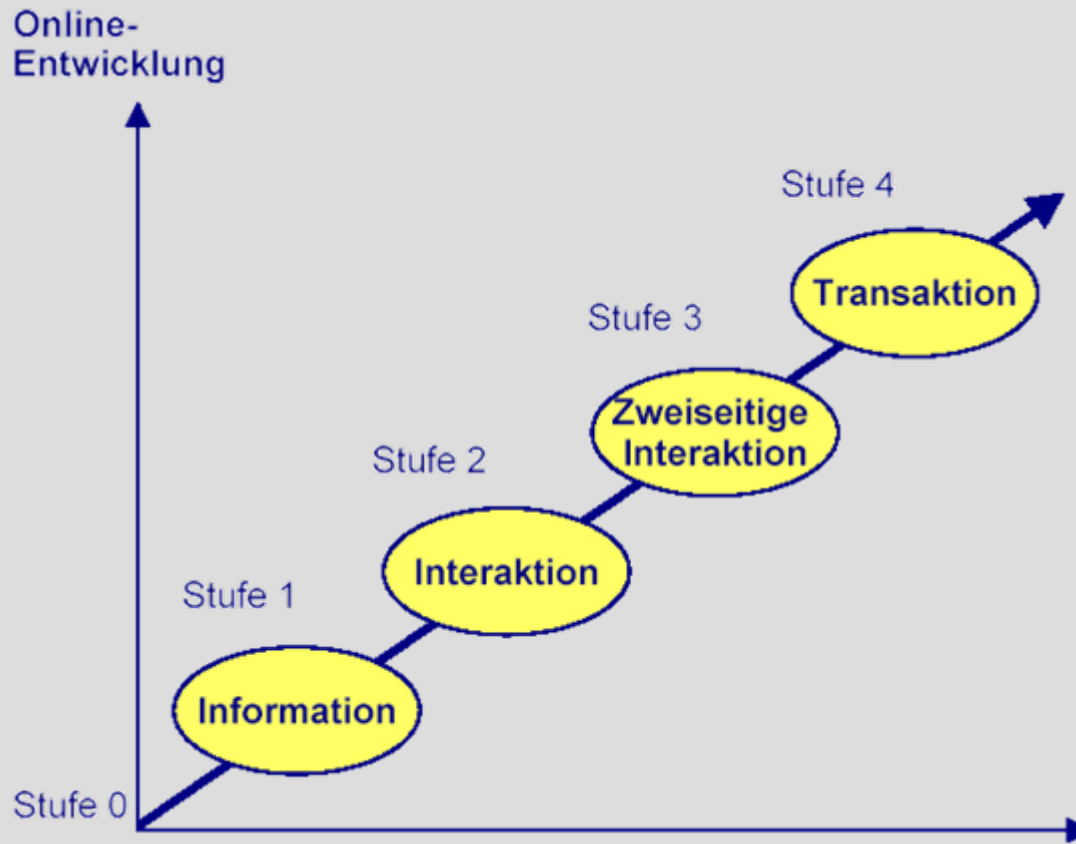 Online-
Entwicklung
Stufe 4
Transaktion
Stufe 3
Zweiseitige
Interaktion
Stufe 2
Interaktion
Stufe 1
Information
Stufe 0